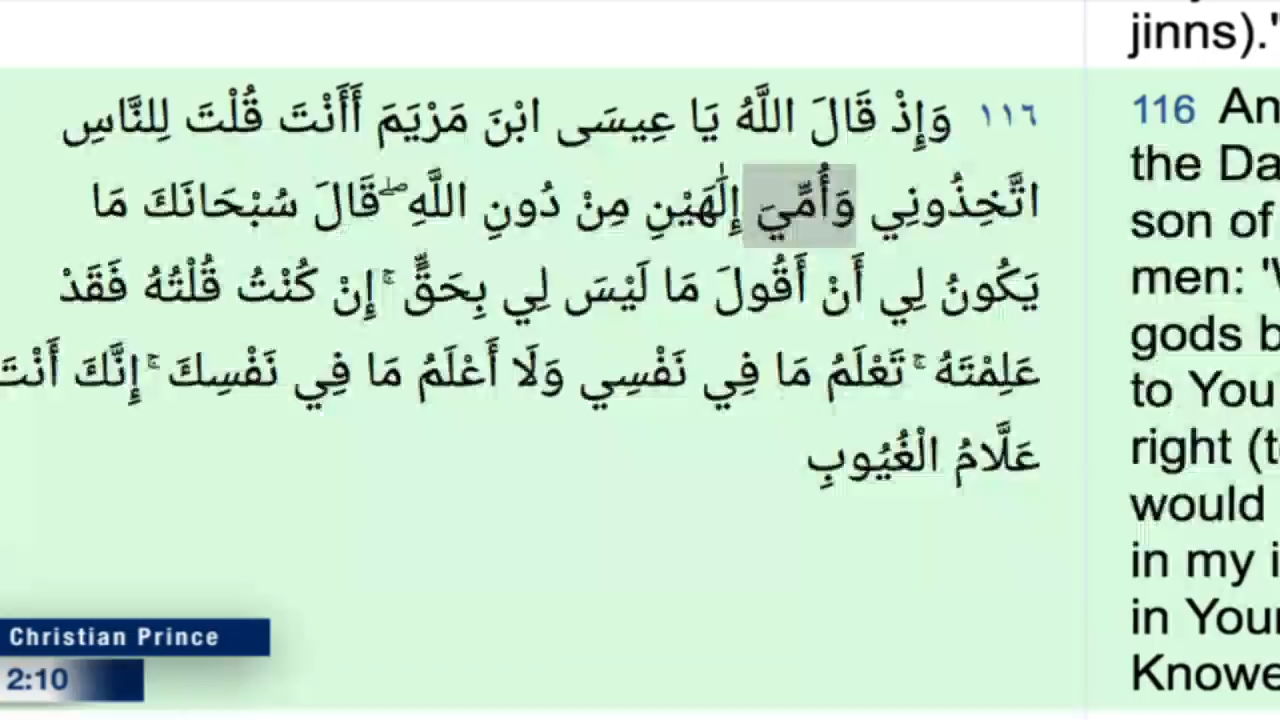 jinns)."
١١٦ وَإِذْ قَالَ اللَّهُ يَا عِيسَى ابْنَ مَرْيَمَ أَأَنْتَ قُلْتَ لِلنَّاسِ
اتَّخِذُونِي وَأُمِّيَ إِلَٰهَيْنِ مِنْ دُونِ اللَّهِ ۖ قَالَ سُبْحَانَكَ مَا
يَكُونُ لِي أَنْ أَقُولَ مَا لَيْسَ لِي بِحَقٍّ ۚ إِنْ كُنْتُ قُلْتُهُ فَقَدْ
عَلِمْتَهُ ۚ تَعْلَمُ مَا فِي نَفْسِي وَلَا أَعْلَمُ مَا فِي نَفْسِكَ ۚ إِنَّكَ أَنْتَ
عَلَّامُ الْغُيُوبِ
116 An
the Da
son of
men: 'W
gods b
to You
right (t
would
in my i
in Your
Knowe
Christian Prince
2:10